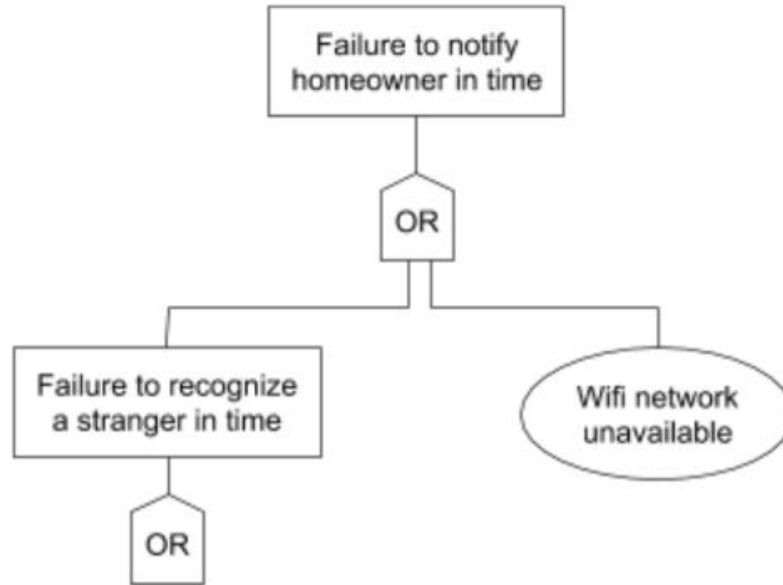 Failure to notify
homeowner in time
OR
Failure to recognize
a stranger in time
Wifi network
unavailable
OR